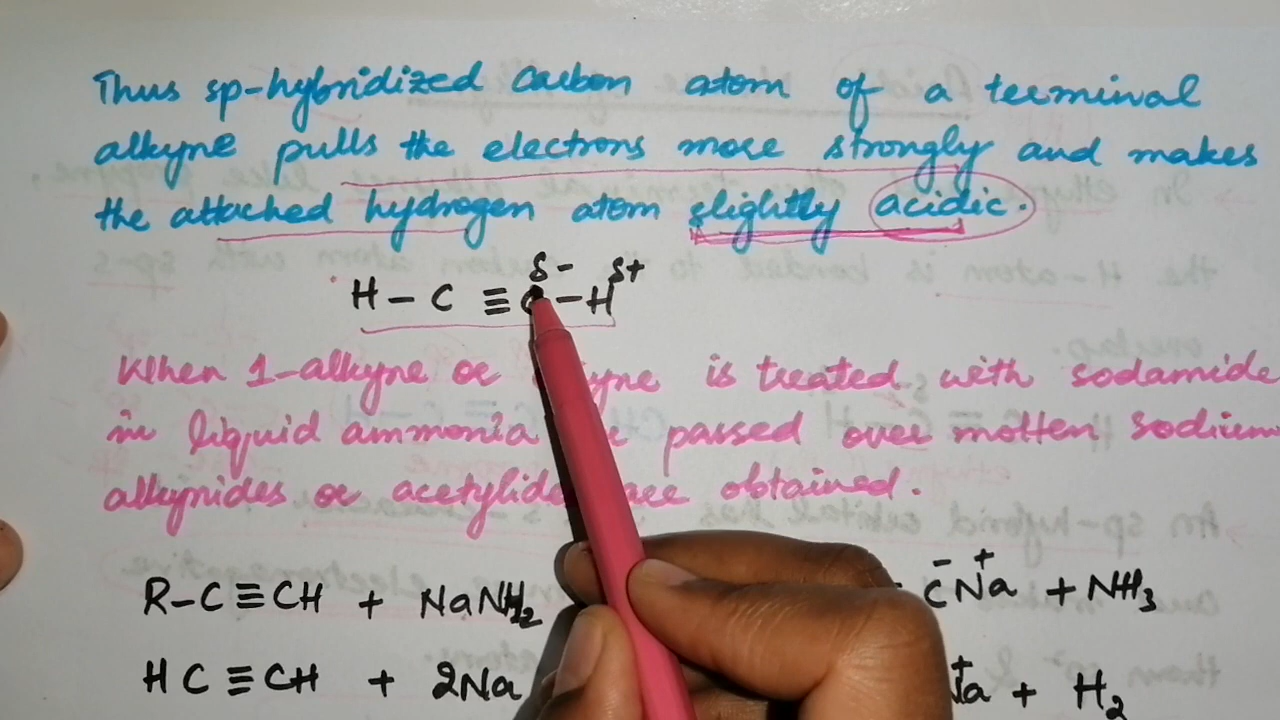 Thus sp-hybridized carbon atom of a terminal
alkyne pulls the electrons more strongly and makes
the attached hydrogen atom slightly acidic.
δ- δ+
H – C ≡ C – H
When 1-alkyne or is treated with sodamide
in liquid ammonia passed over molten sodium
alkynides or are obtained.
R–C≡CH + NaNH2 C⁻Na⁺ + NH3
HC≡CH + 2Na + H2